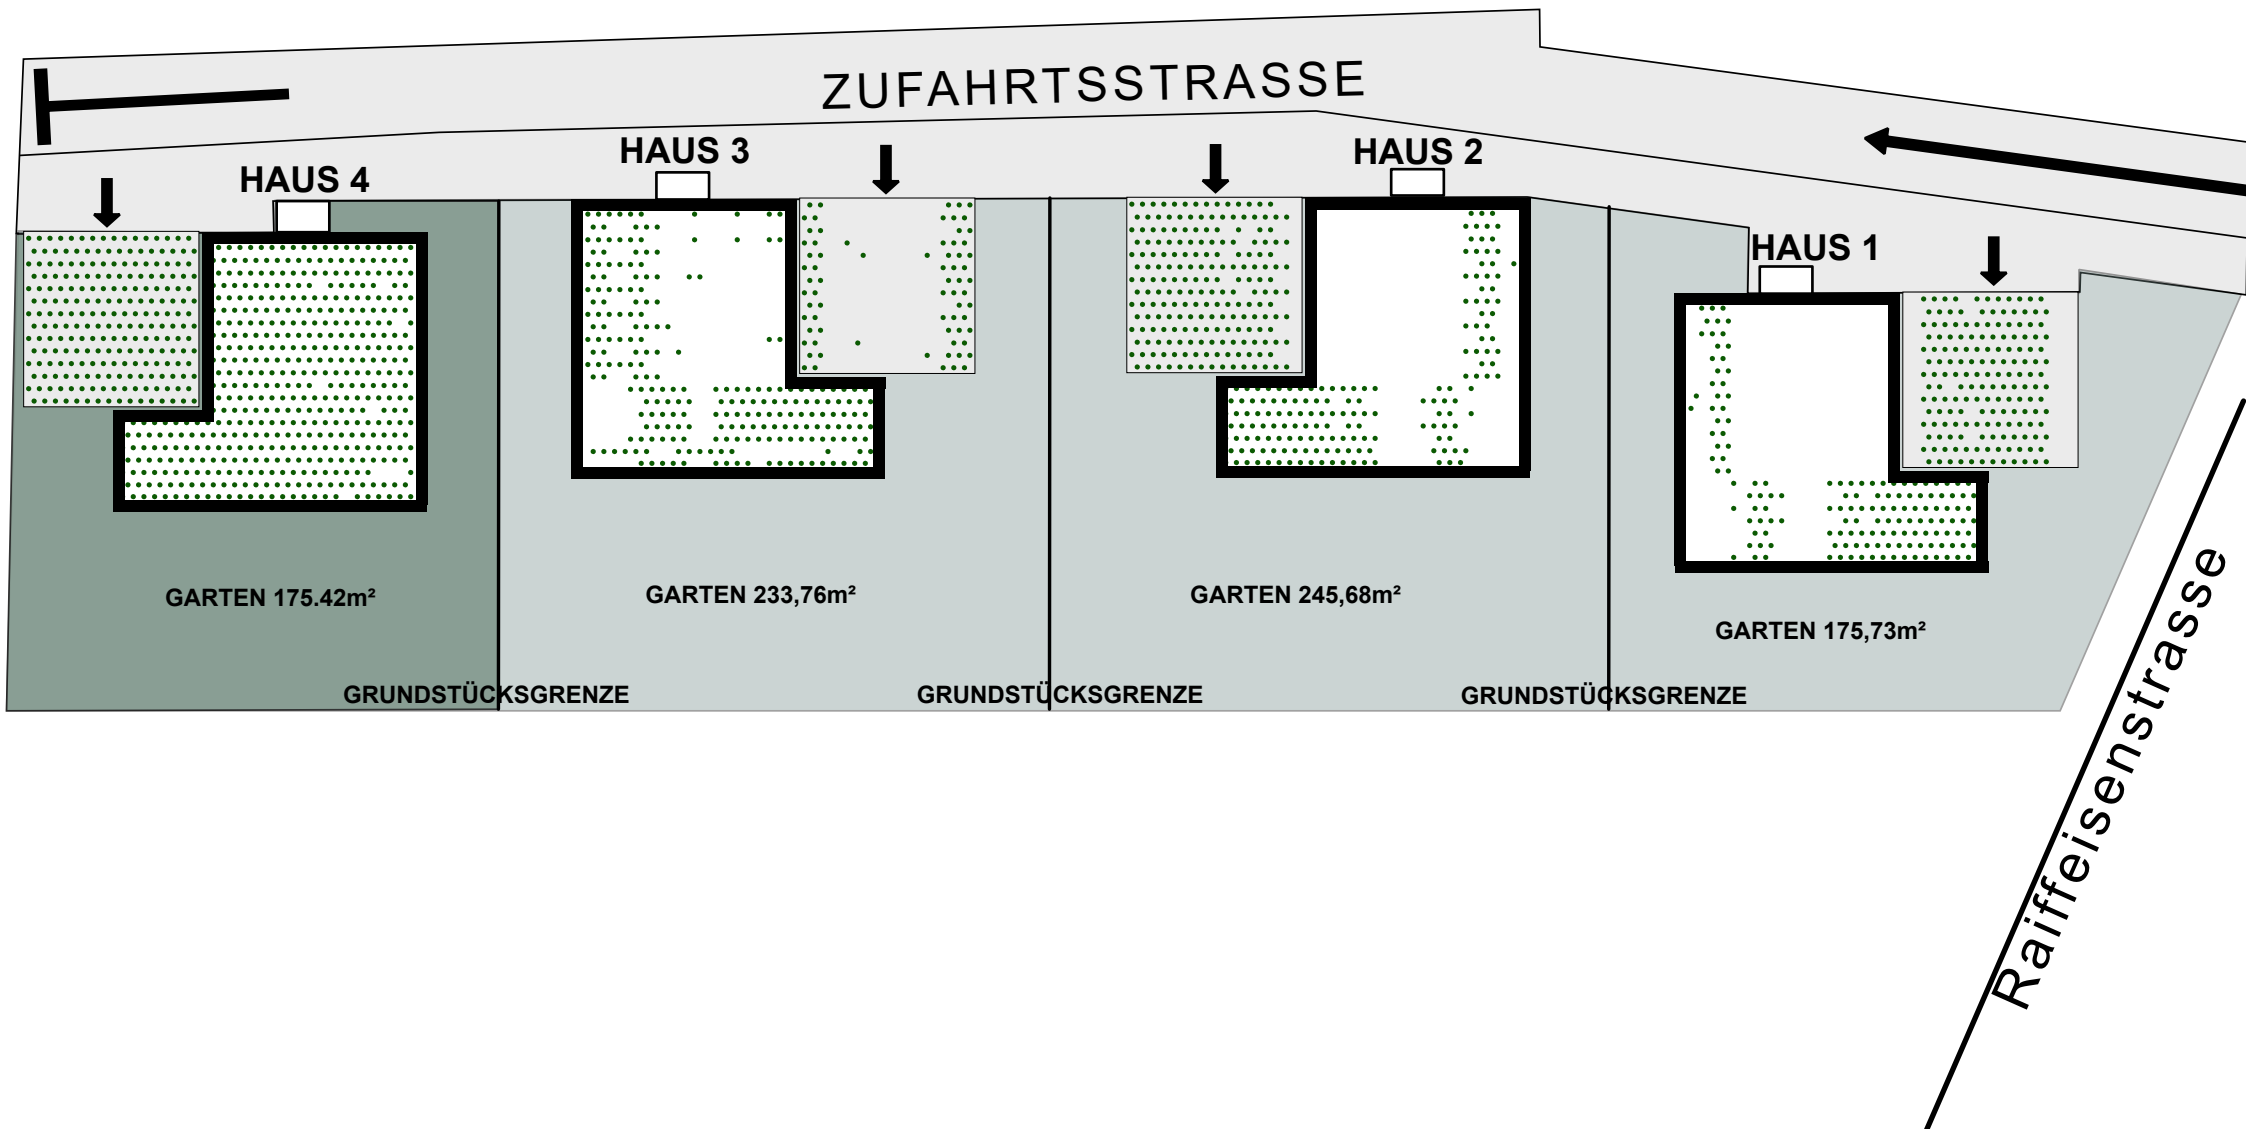 ZUFAHRTSSTRASSE
HAUS 4
HAUS 3
HAUS 2
HAUS 1
GARTEN 175.42m²
GARTEN 233,76m²
GARTEN 245,68m²
GARTEN 175,73m²
GRUNDSTÜCKSGRENZE
GRUNDSTÜCKSGRENZE
GRUNDSTÜCKSGRENZE
Raiffeisenstrasse